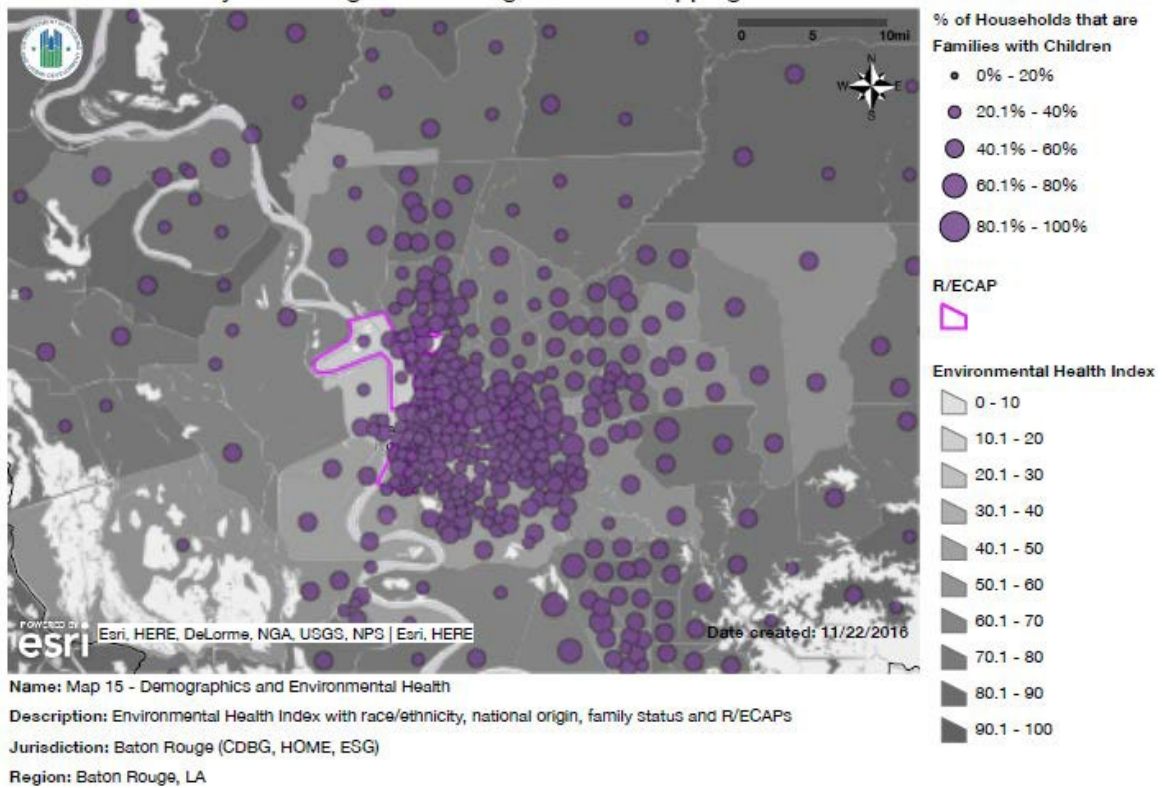 0 5 10mi
N
W E
S
POWERED BY
esri
Esri, HERE, DeLorme, NGA, USGS, NPS | Esri, HERE
Date created: 11/22/2016
% of Households that are
Families with Children
0% - 20%
20.1% - 40%
40.1% - 60%
60.1% - 80%
80.1% - 100%
R/ECAP
Environmental Health Index
0 - 10
10.1 - 20
20.1 - 30
30.1 - 40
40.1 - 50
50.1 - 60
60.1 - 70
70.1 - 80
80.1 - 90
90.1 - 100
Name: Map 15 - Demographics and Environmental Health
Description: Environmental Health Index with race/ethnicity, national origin, family status and R/ECAPs
Jurisdiction: Baton Rouge (CDBG, HOME, ESG)
Region: Baton Rouge, LA